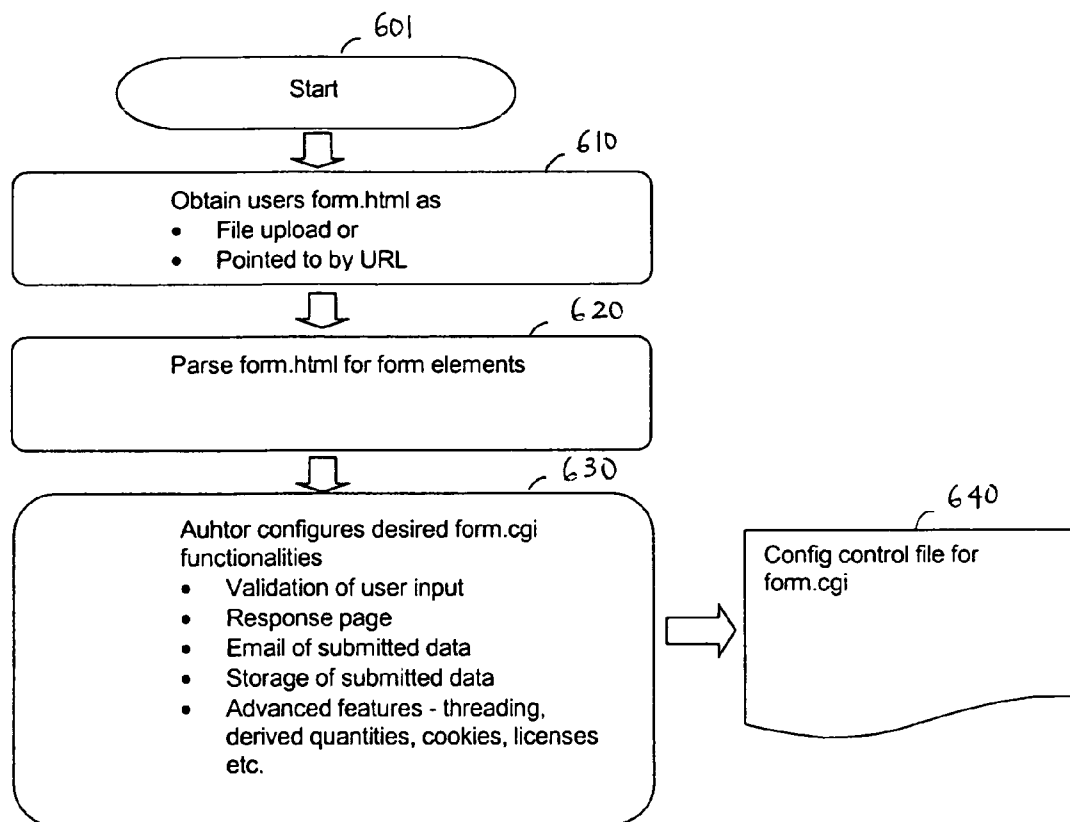 601
Start
610
Obtain users form.html as
• File upload or
• Pointed to by URL
620
Parse form.html for form elements
630
Auhtor configures desired form.cgi
functionalities
• Validation of user input
• Response page
• Email of submitted data
• Storage of submitted data
• Advanced features - threading,
derived quantities, cookies, licenses
etc.
640
Config control file for
form.cgi